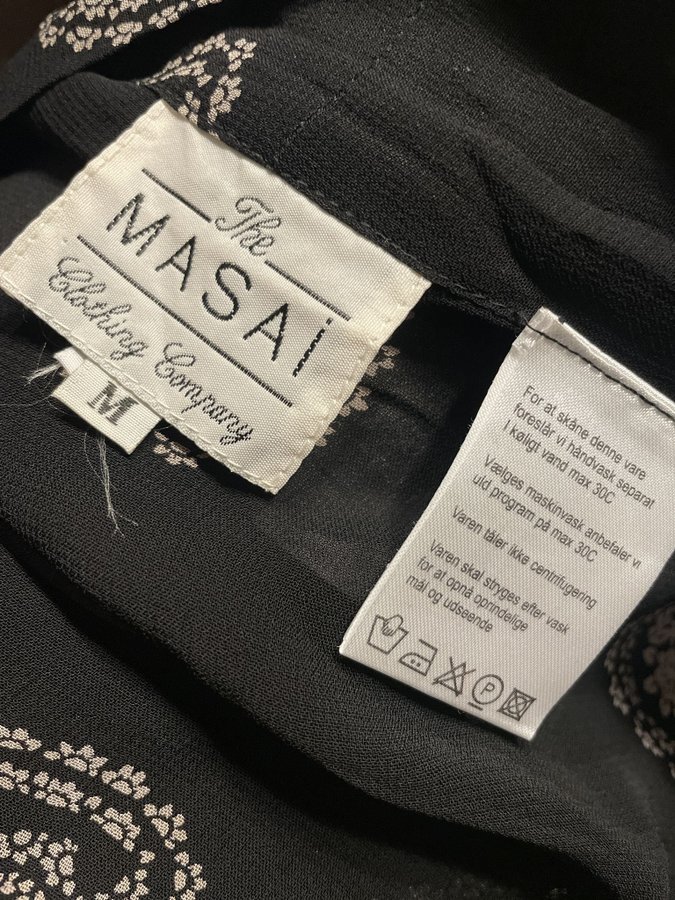 The
MASAI
Clothing Company
M
For at skåne denne vare
foreslår vi håndvask separat
I køligt vand max 30C
Vælges maskinvask anbefaler vi
uld program på max 30C
Varen tåler ikke centrifugering
Varen skal stryges efter vask
for at opnå oprindelige
mål og udseende
P